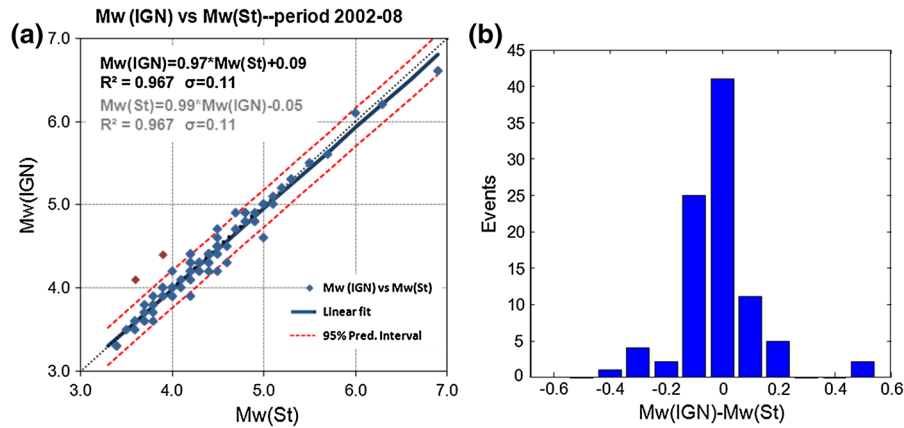 Mw (IGN) vs Mw(St)--period 2002-08
(a)
7.0
6.0
5.0
4.0
3.0
Mw(IGN)
Mw(IGN)=0.97*Mw(St)+0.09
R² = 0.967 σ=0.11
Mw(St)=0.99*Mw(IGN)-0.05
R² = 0.967 σ=0.11
Mw (IGN) vs Mw(St)
Linear fit
95% Pred. Interval
3.0 4.0 5.0 6.0 7.0
Mw(St)
(b)
45
40
35
30
25
20
15
10
5
0
Events
-0.6 -0.4 -0.2 0 0.2 0.4 0.6
Mw(IGN)-Mw(St)